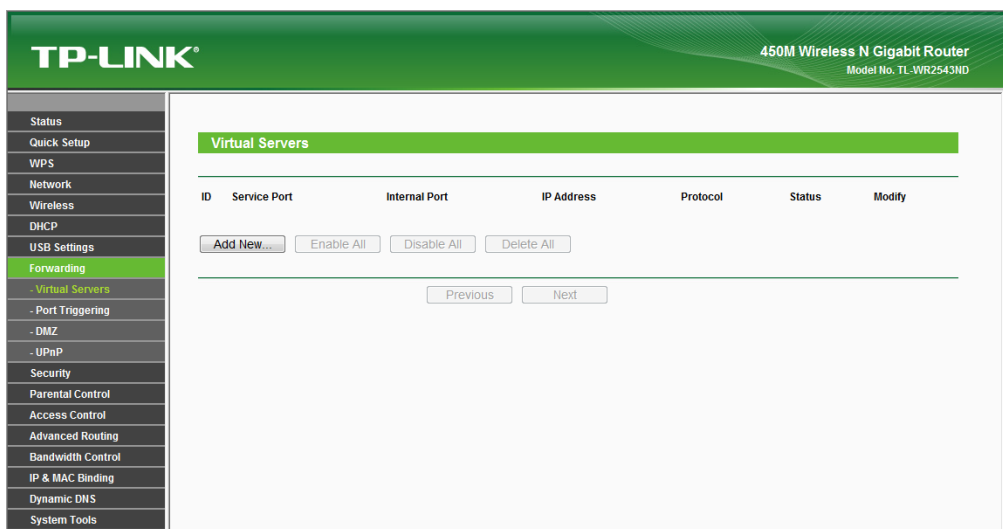 TP-LINK®
450M Wireless N Gigabit Router
Model No. TL-WR2543ND
Status
Quick Setup
WPS
Network
Wireless
DHCP
USB Settings
Forwarding
- Virtual Servers
- Port Triggering
- DMZ
- UPnP
Security
Parental Control
Access Control
Advanced Routing
Bandwidth Control
IP & MAC Binding
Dynamic DNS
System Tools
Virtual Servers
ID Service Port Internal Port IP Address Protocol Status Modify
Add New... Enable All Disable All Delete All
Previous Next